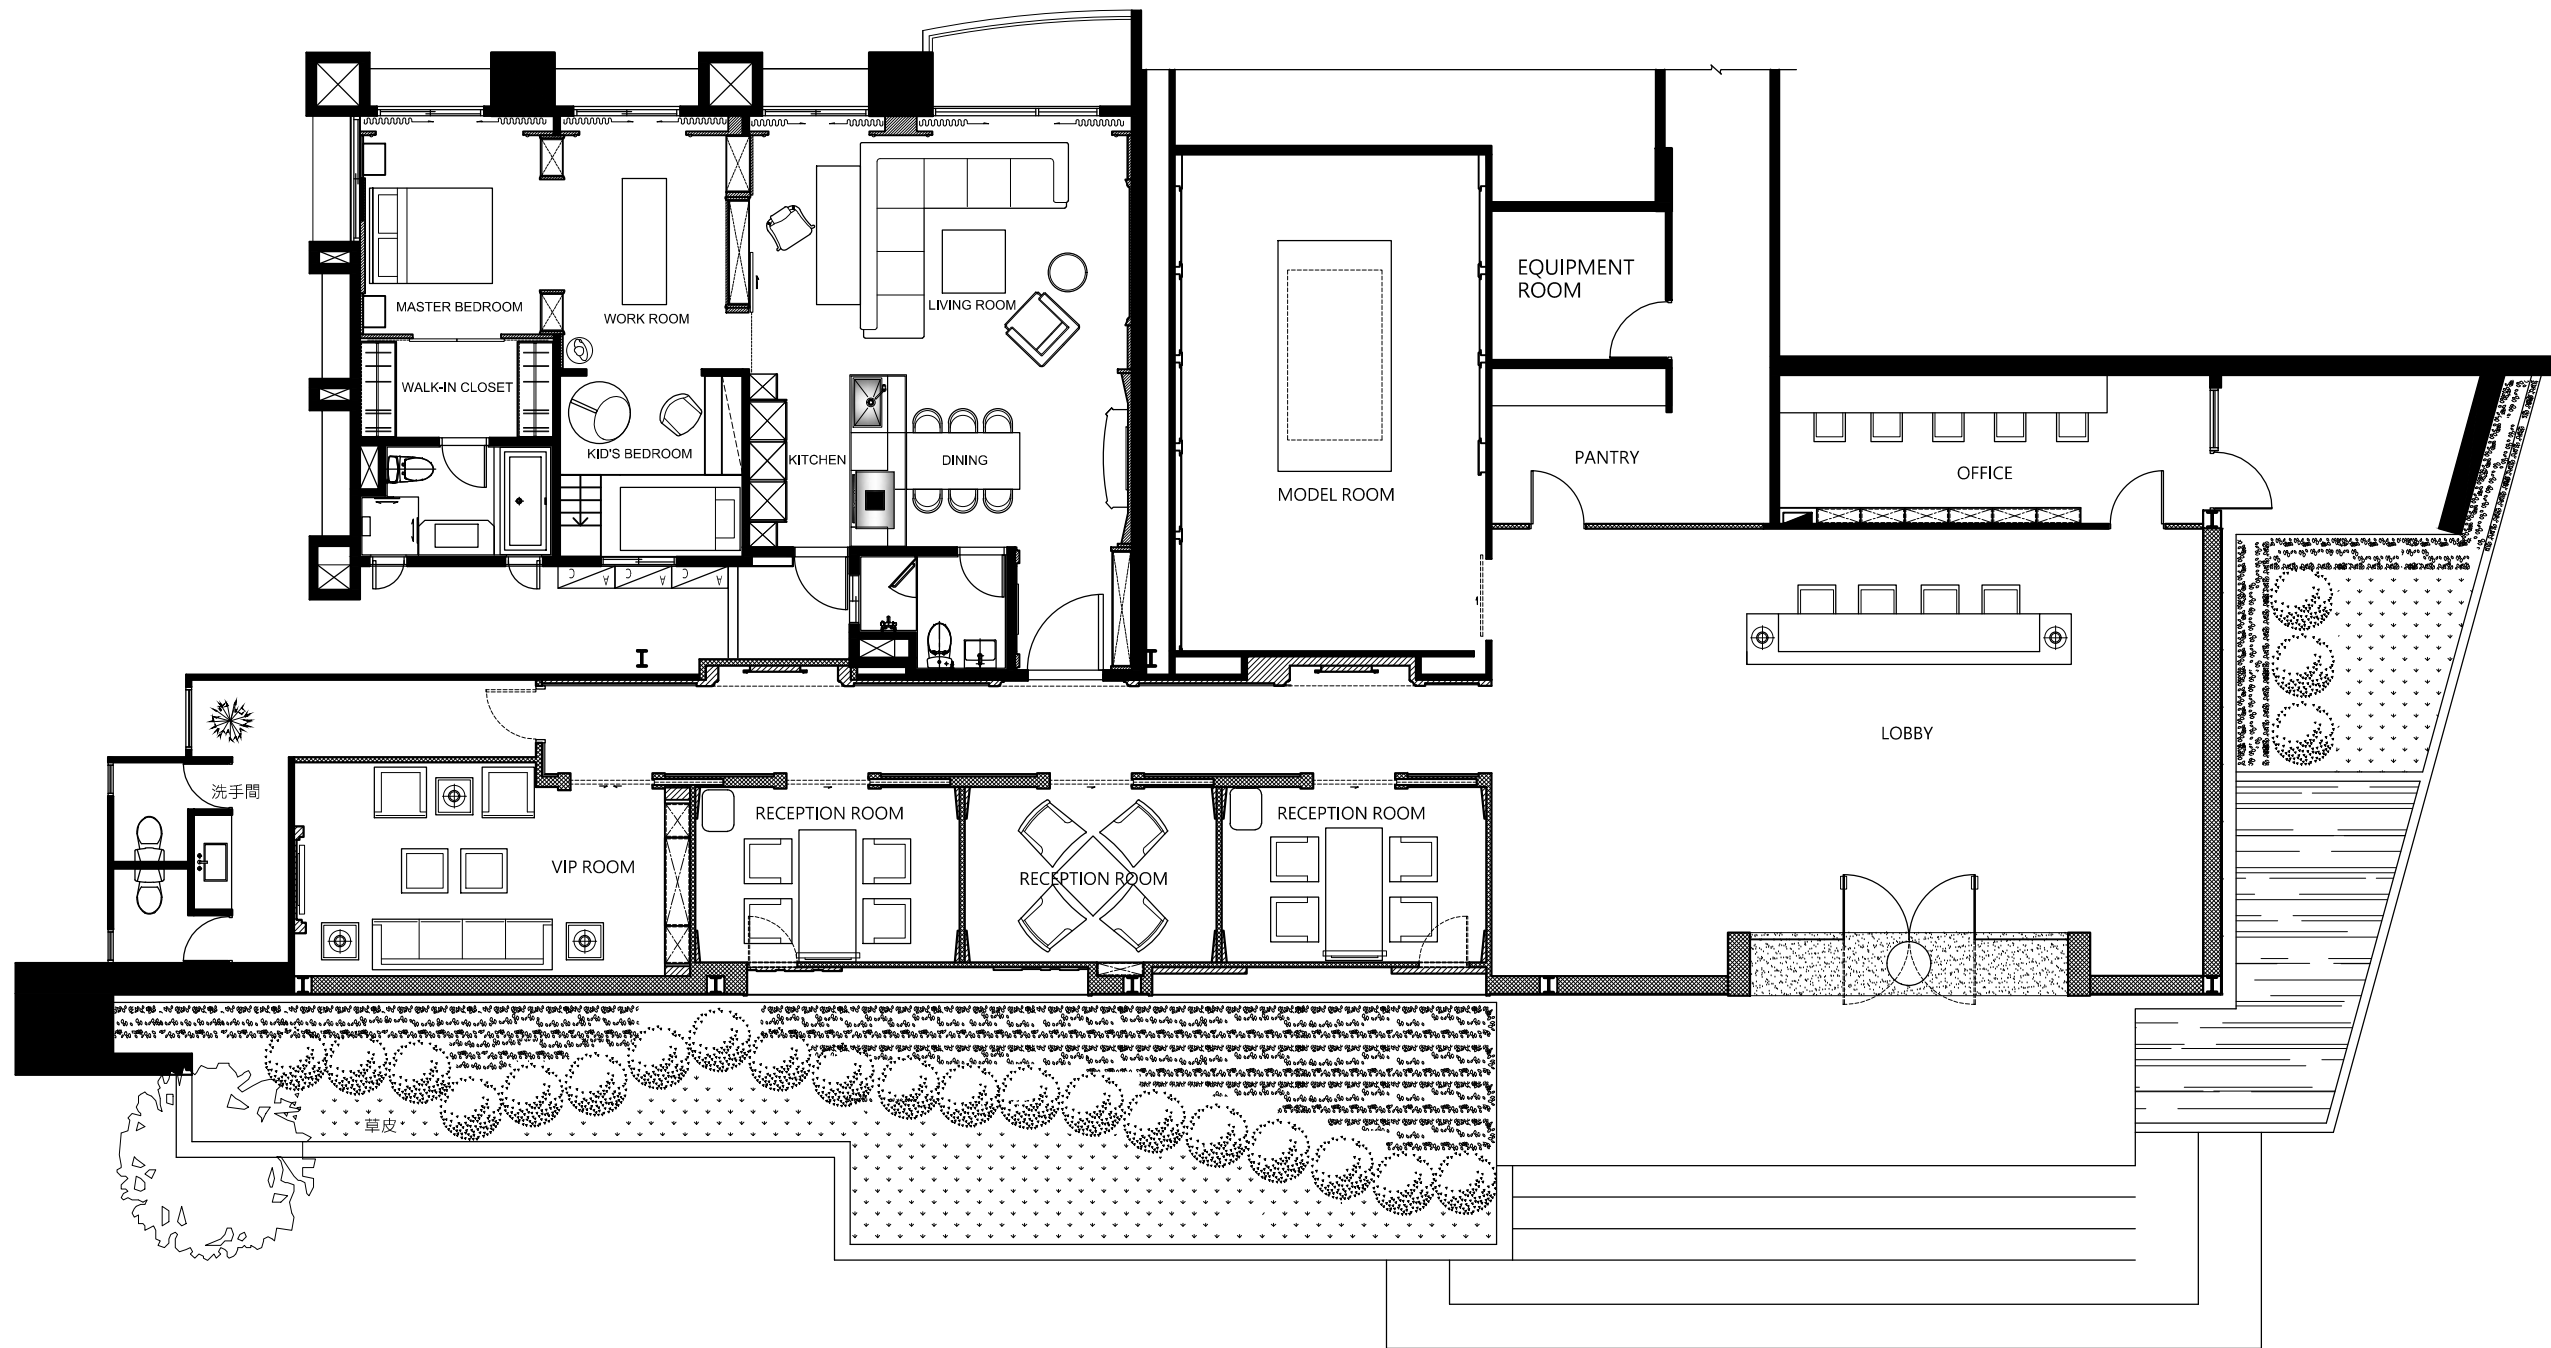 MASTER BEDROOM
WORK ROOM
LIVING ROOM
EQUIPMENT
ROOM
WALK-IN CLOSET
KID'S BEDROOM
KITCHEN
DINING
MODEL ROOM
PANTRY
OFFICE
A
C
A
C
A
C
LOBBY
洗手間
VIP ROOM
RECEPTION ROOM
RECEPTION ROOM
RECEPTION ROOM
草皮